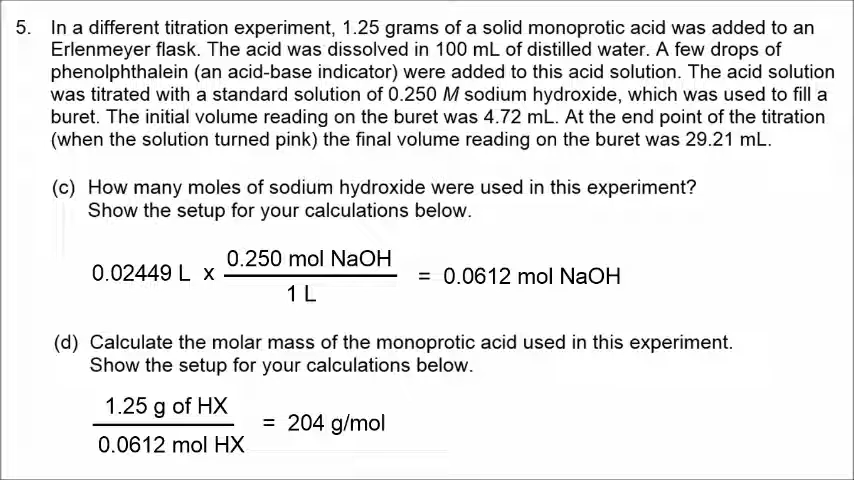 5. In a different titration experiment, 1.25 grams of a solid monoprotic acid was added to an
Erlenmeyer flask. The acid was dissolved in 100 mL of distilled water. A few drops of
phenolphthalein (an acid-base indicator) were added to this acid solution. The acid solution
was titrated with a standard solution of 0.250 M sodium hydroxide, which was used to fill a
buret. The initial volume reading on the buret was 4.72 mL. At the end point of the titration
(when the solution turned pink) the final volume reading on the buret was 29.21 mL.
(c) How many moles of sodium hydroxide were used in this experiment?
Show the setup for your calculations below.
0.02449 L x 0.250 mol NaOH / 1 L = 0.0612 mol NaOH
(d) Calculate the molar mass of the monoprotic acid used in this experiment.
Show the setup for your calculations below.
1.25 g of HX / 0.0612 mol HX = 204 g/mol